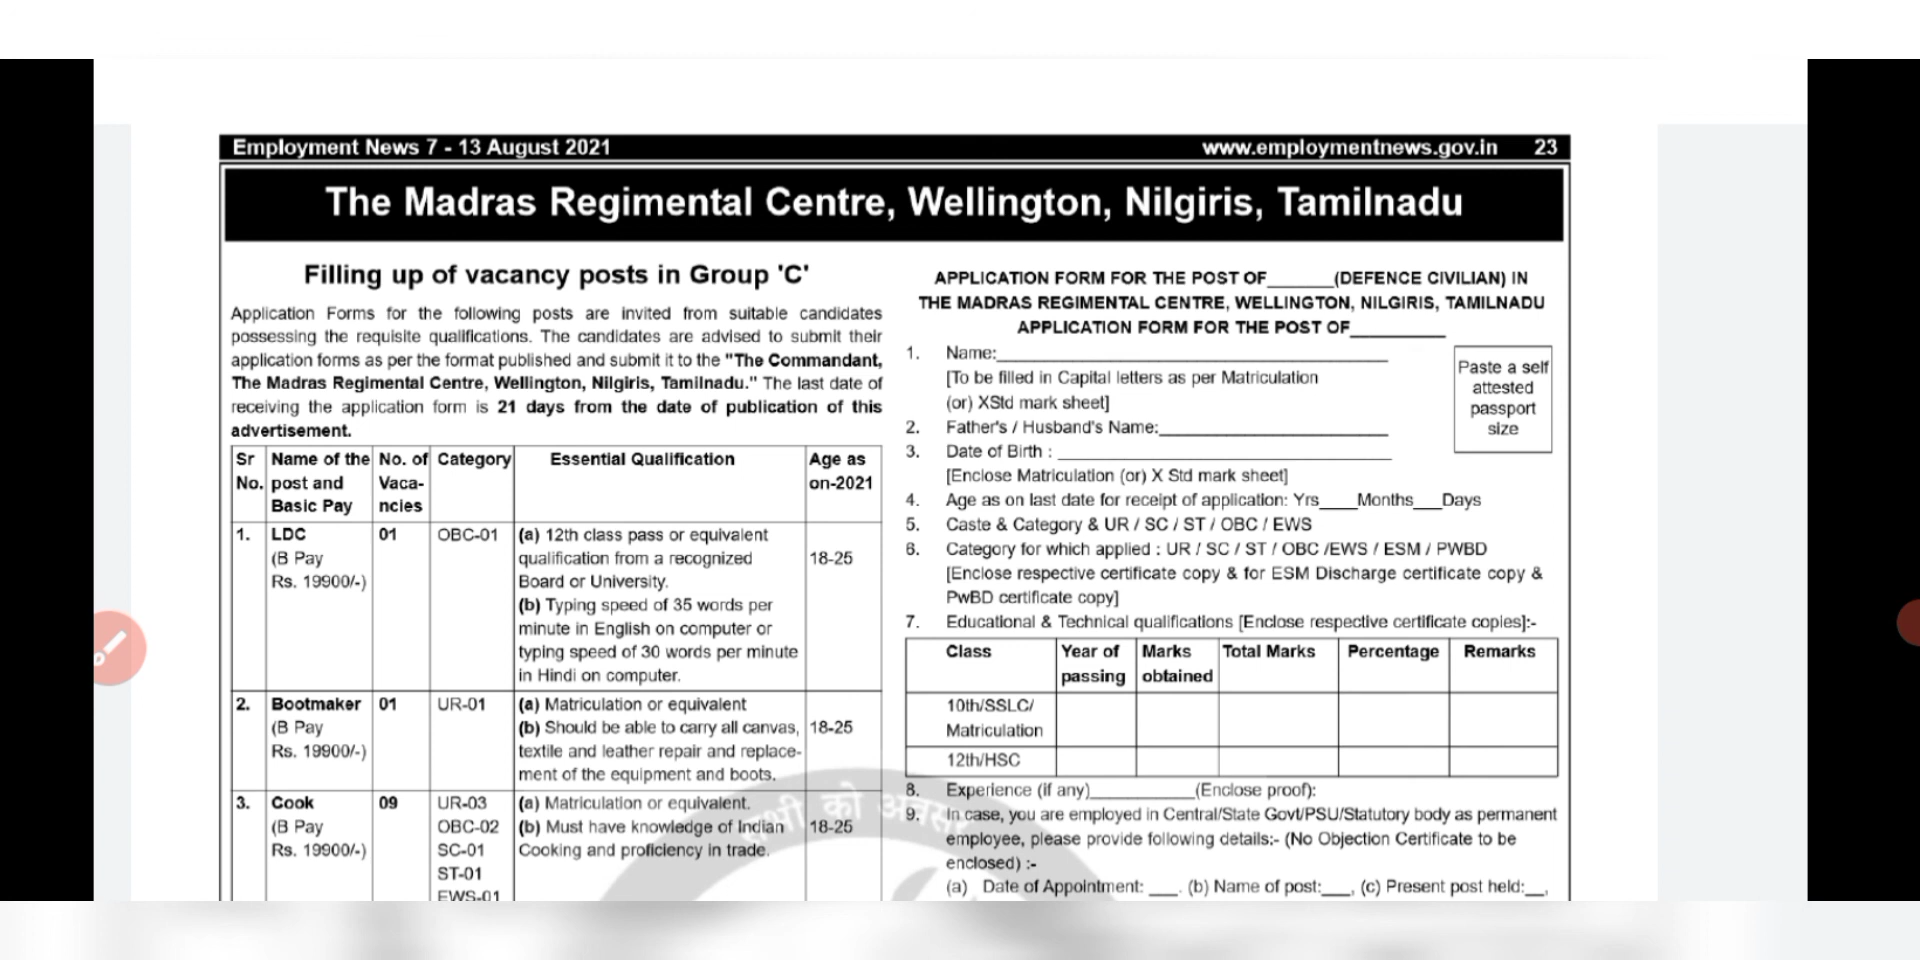 Employment News 7 - 13 August 2021 www.employmentnews.gov.in 23
The Madras Regimental Centre, Wellington, Nilgiris, Tamilnadu
Filling up of vacancy posts in Group 'C'
Application Forms for the following posts are invited from suitable candidates
possessing the requisite qualifications. The candidates are advised to submit their
application forms as per the format published and submit it to the "The Commandant,
The Madras Regimental Centre, Wellington, Nilgiris, Tamilnadu." The last date of
receiving the application form is 21 days from the date of publication of this
advertisement.
Sr Name of the No. of Category Essential Qualification Age as
No. post and Vaca- on-2021
Basic Pay ncies
1. LDC 01 OBC-01 (a) 12th class pass or equivalent
(B Pay qualification from a recognized 18-25
Rs. 19900/-) Board or University.
(b) Typing speed of 35 words per
minute in English on computer or
typing speed of 30 words per minute
in Hindi on computer.
2. Bootmaker 01 UR-01 (a) Matriculation or equivalent
(B Pay (b) Should be able to carry all canvas, 18-25
Rs. 19900/-) textile and leather repair and replace-
ment of the equipment and boots.
3. Cook 09 UR-03 (a) Matriculation or equivalent.
(B Pay OBC-02 (b) Must have knowledge of Indian 18-25
Rs. 19900/-) SC-01 Cooking and proficiency in trade.
ST-01
EWS-01
APPLICATION FORM FOR THE POST OF______(DEFENCE CIVILIAN) IN
THE MADRAS REGIMENTAL CENTRE, WELLINGTON, NILGIRIS, TAMILNADU
APPLICATION FORM FOR THE POST OF________
1. Name:________________
[To be filled in Capital letters as per Matriculation
(or) XStd mark sheet]
Paste a self
attested
passport
size
2. Father's / Husband's Name:________________
3. Date of Birth : ________________
[Enclose Matriculation (or) X Std mark sheet]
4. Age as on last date for receipt of application: Yrs____Months___Days
5. Caste & Category & UR / SC / ST / OBC / EWS
6. Category for which applied : UR / SC / ST / OBC /EWS / ESM / PWBD
[Enclose respective certificate copy & for ESM Discharge certificate copy &
PwBD certificate copy]
7. Educational & Technical qualifications [Enclose respective certificate copies]:-
Class Year of Marks Total Marks Percentage Remarks
passing obtained
10th/SSLC/
Matriculation
12th/HSC
8. Experience (if any)__________(Enclose proof):
9. In case, you are employed in Central/State Govt/PSU/Statutory body as permanent
employee, please provide following details:- (No Objection Certificate to be
enclosed) :-
(a) Date of Appointment: ___. (b) Name of post:___, (c) Present post held:__,
को